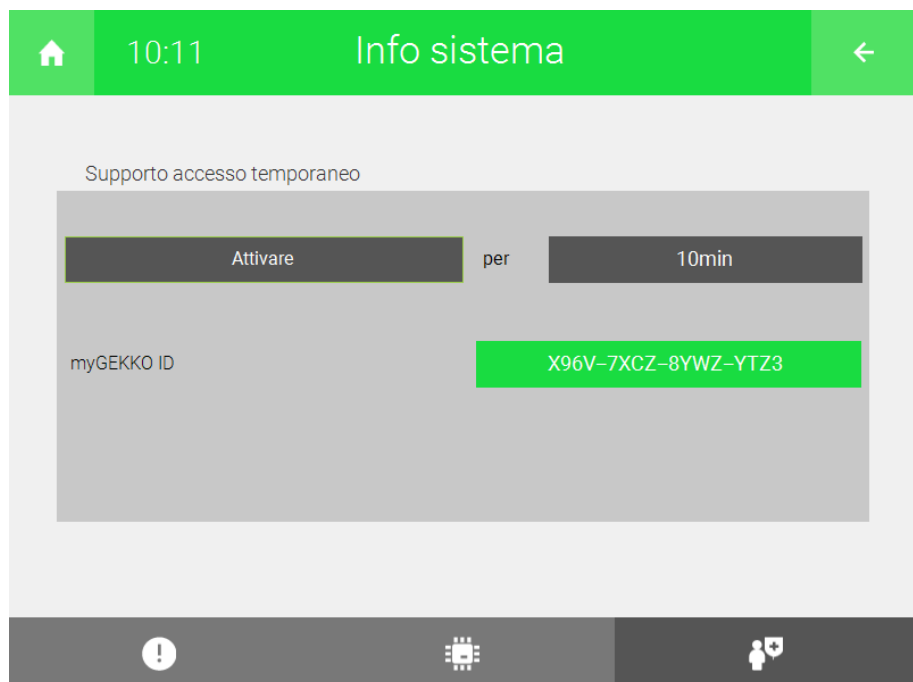 10:11 Info sistema
Supporto accesso temporaneo
Attivare per 10min
myGEKKO ID X96V–7XCZ–8YWZ–YTZ3